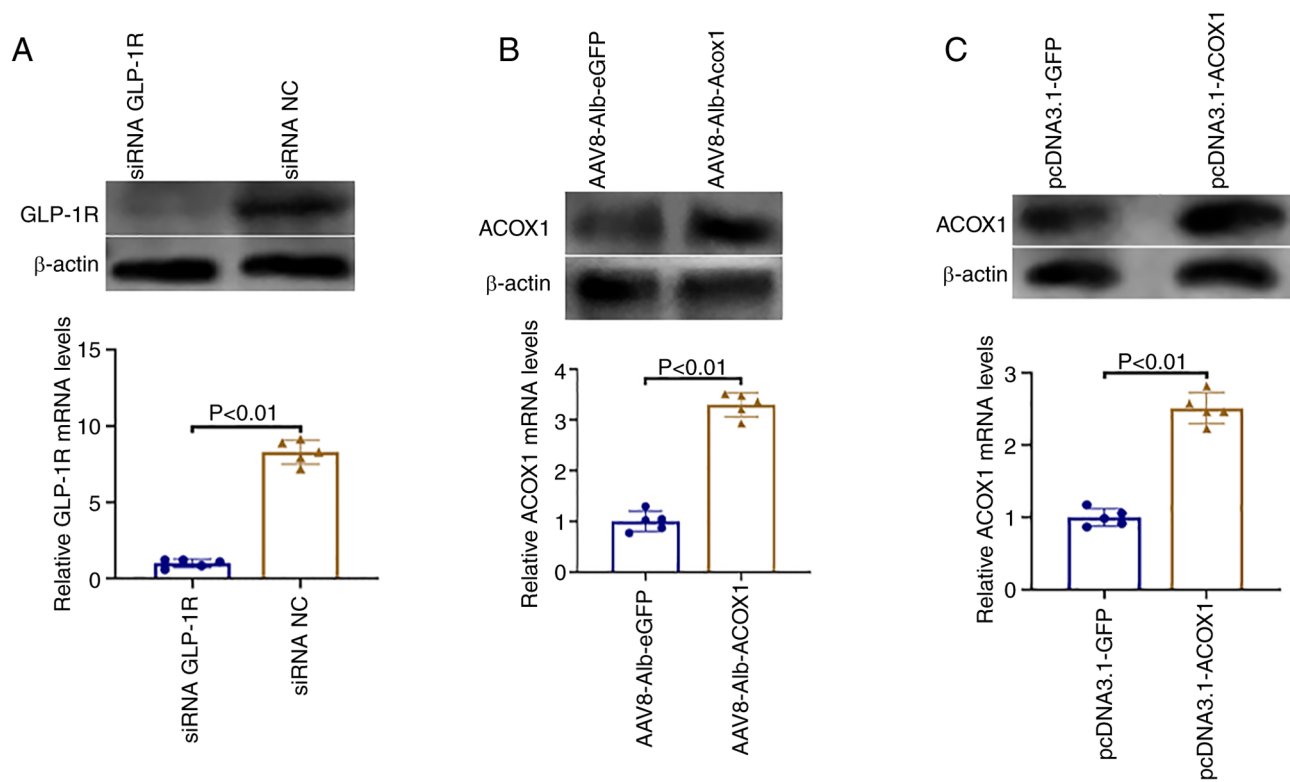 A
siRNA GLP-1R
siRNA NC
GLP-1R
β-actin
Relative GLP-1R mRNA levels
15
10
5
0
P<0.01
siRNA GLP-1R
siRNA NC
B
AAV8-Alb-eGFP
AAV8-Alb-Acox1
ACOX1
β-actin
Relative ACOX1 mRNA levels
4
3
2
1
0
P<0.01
AAV8-Alb-eGFP
AAV8-Alb-ACOX1
C
pcDNA3.1-GFP
pcDNA3.1-ACOX1
ACOX1
β-actin
Relative ACOX1 mRNA levels
3
2
1
0
P<0.01
pcDNA3.1-GFP
pcDNA3.1-ACOX1